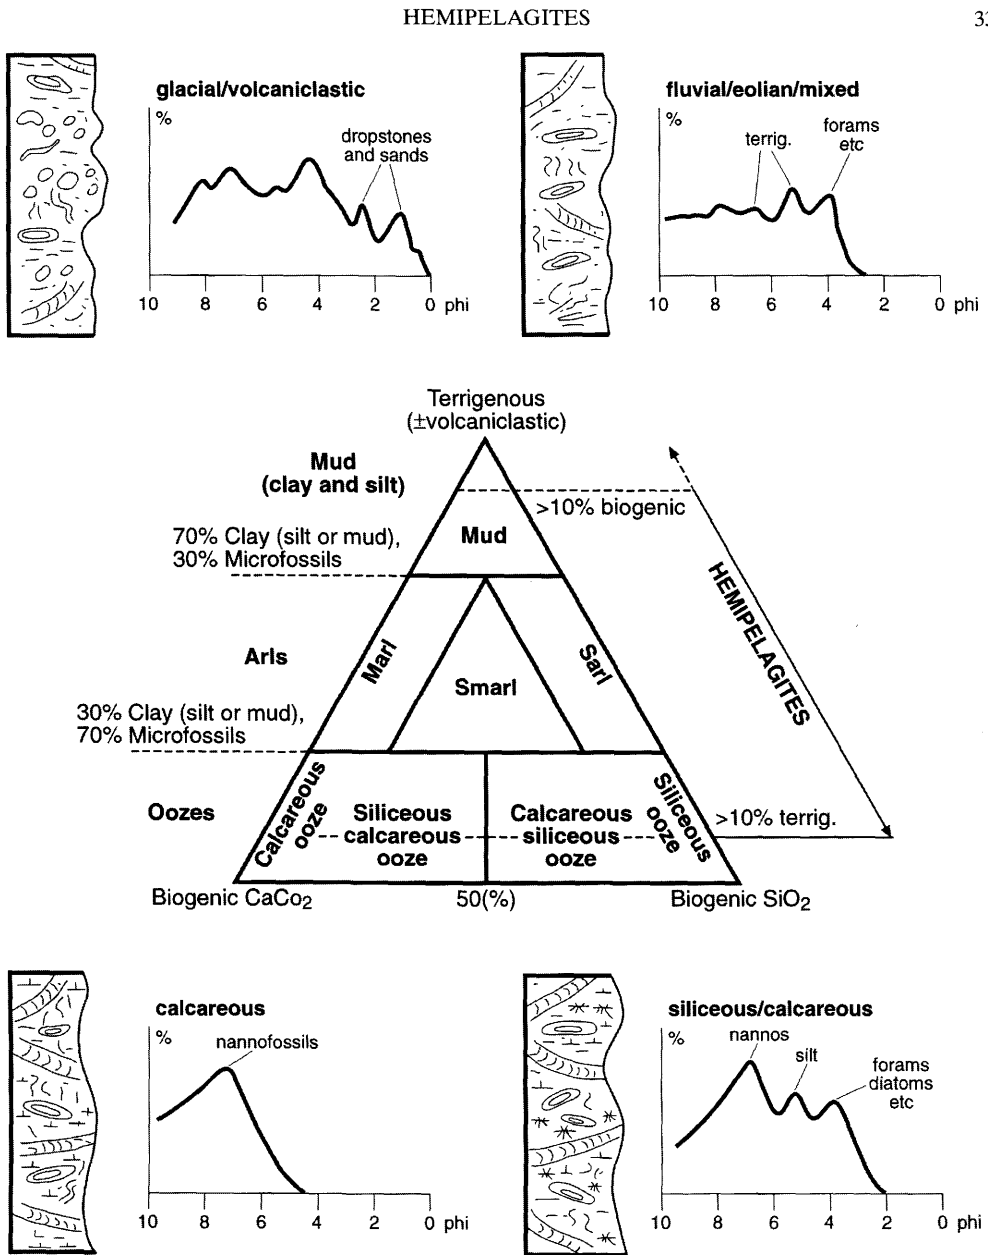 HEMIPELAGITES
glacial/volcaniclastic
%
dropstones
and sands
10 8 6 4 2 0 phi
fluvial/eolian/mixed
%
terrig.
forams
etc
10 8 6 4 2 0 phi
Terrigenous
(±volcaniclastic)
Mud
(clay and silt)
>10% biogenic
70% Clay (silt or mud),
30% Microfossils
Mud
HEMIPELAGITES
Arls
Marl
Smarl
Sarl
30% Clay (silt or mud),
70% Microfossils
Oozes
Calcareous
ooze
Siliceous
calcareous
ooze
Calcareous
siliceous
ooze
Siliceous
ooze
>10% terrig.
Biogenic CaCo2
50(%)
Biogenic SiO2
calcareous
%
nannofossils
10 8 6 4 2 0 phi
siliceous/calcareous
%
nannos
silt
forams
diatoms
etc
10 8 6 4 2 0 phi